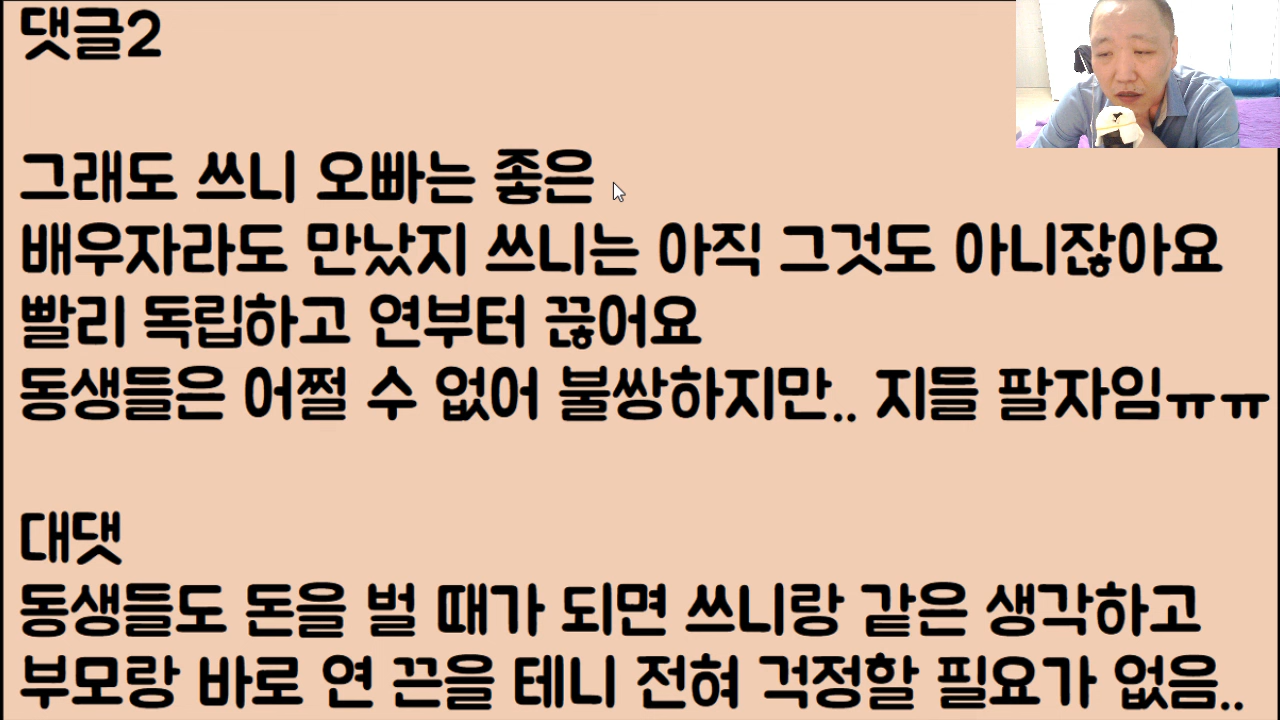 댓글2
그래도 쓰니 오빠는 좋은
배우자라도 만났지 쓰니는 아직 그것도 아니잖아요
빨리 독립하고 연부터 끊어요
동생들은 어쩔 수 없어 불쌍하지만.. 지들 팔자임ㅠㅠ
대댓
동생들도 돈을 벌 때가 되면 쓰니랑 같은 생각하고
부모랑 바로 연 끈을 테니 전혀 걱정할 필요가 없음..